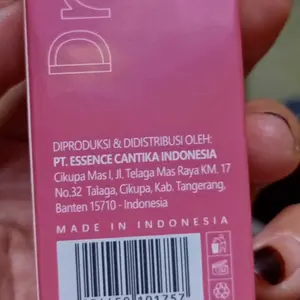 Dr
DIPRODUKSI & DIDISTRIBUSI OLEH:
PT. ESSENCE CANTIKA INDONESIA
Cikupa Mas I, Jl. Telaga Mas Raya KM. 17
No.32 Talaga, Cikupa, Kab. Tangerang,
Banten 15710 - Indonesia
MADE IN INDONESIA